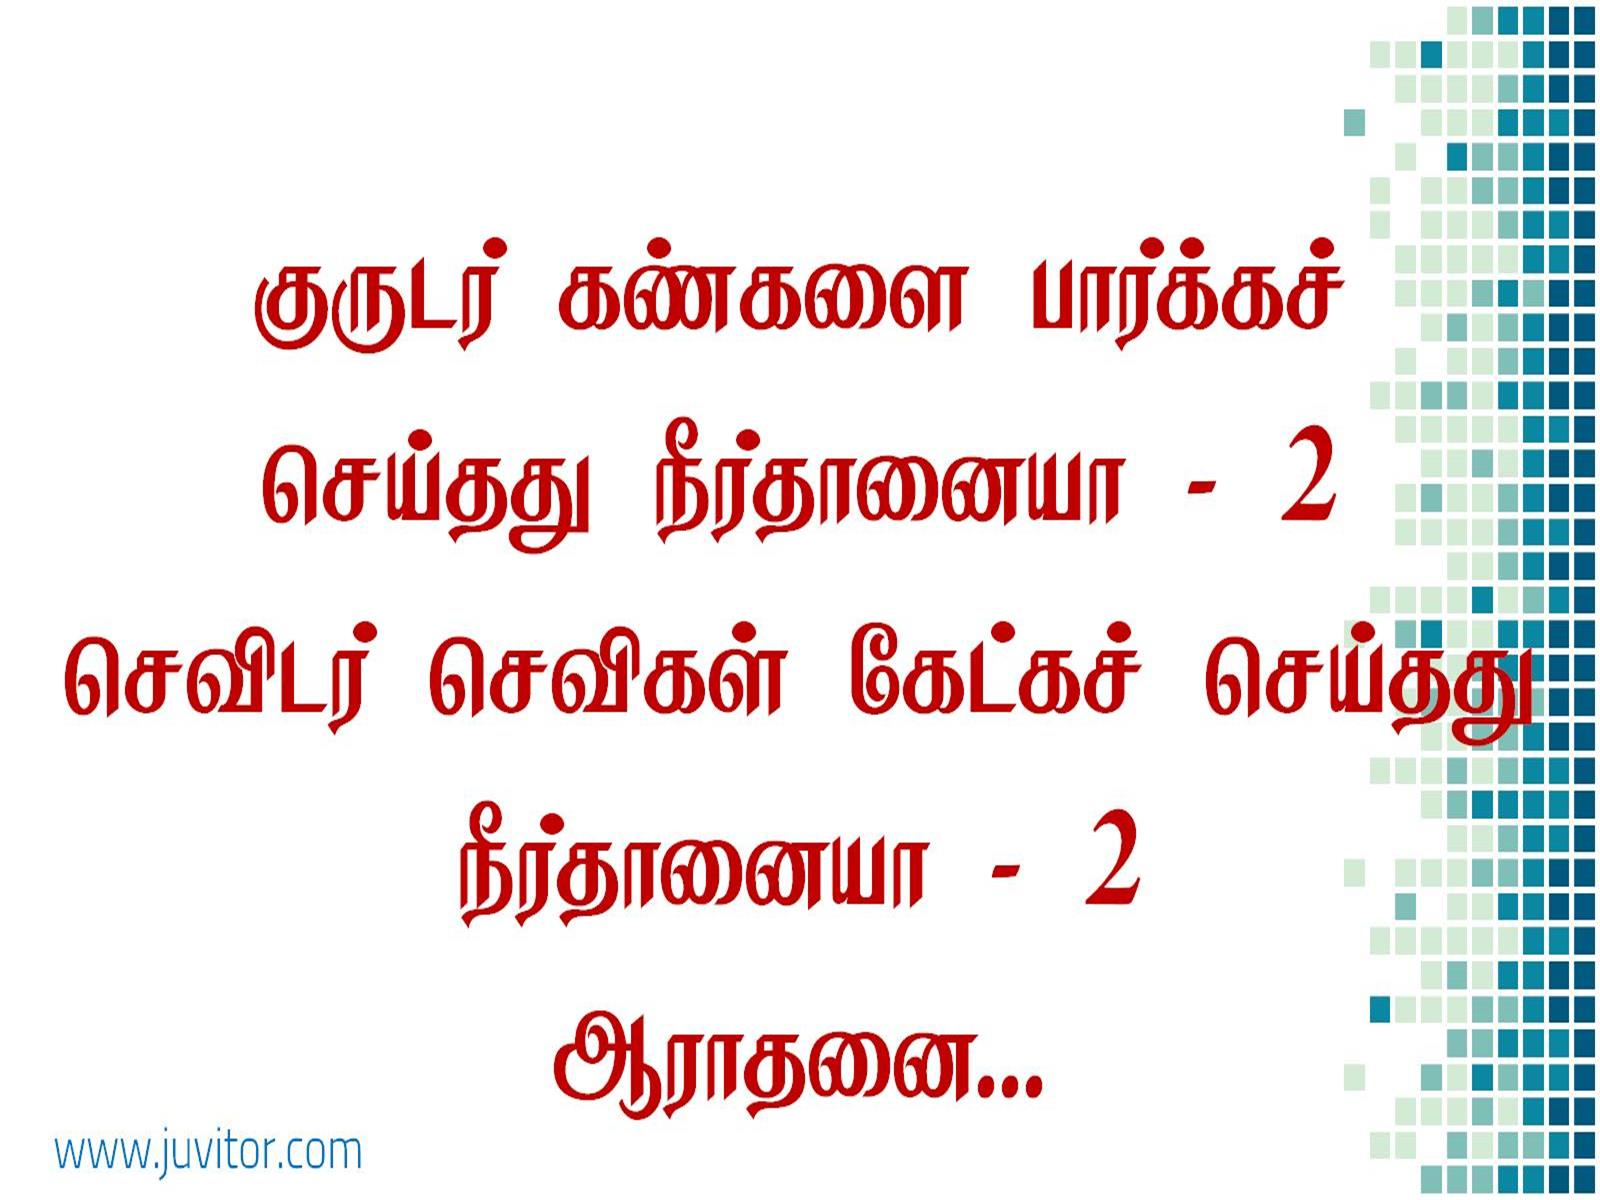 குருடர் கண்களை பார்க்கச்
செய்தது நீர்தானையா - 2
செவிடர் செவிகள் கேட்கச் செய்தது
நீர்தானையா - 2
ஆராதனை...
www.juvitor.com